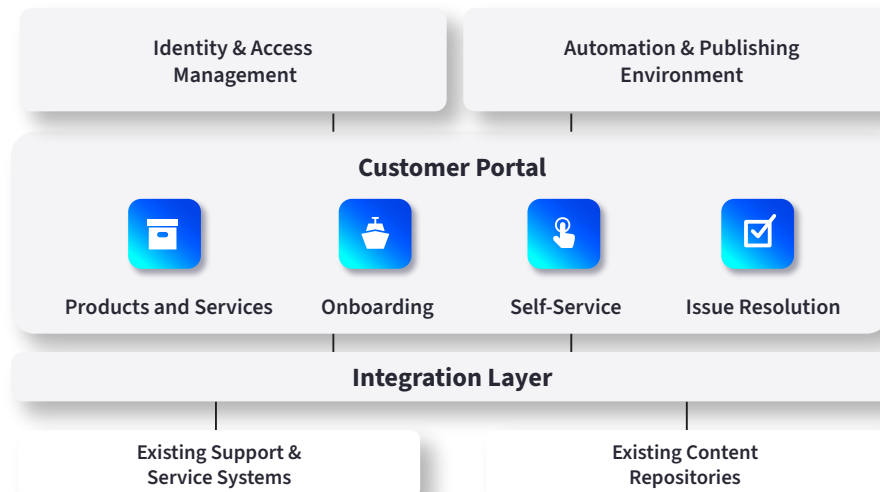 Identity & Access
Management
Automation & Publishing
Environment
Customer Portal
Products and Services
Onboarding
Self-Service
Issue Resolution
Integration Layer
Existing Support &
Service Systems
Existing Content
Repositories